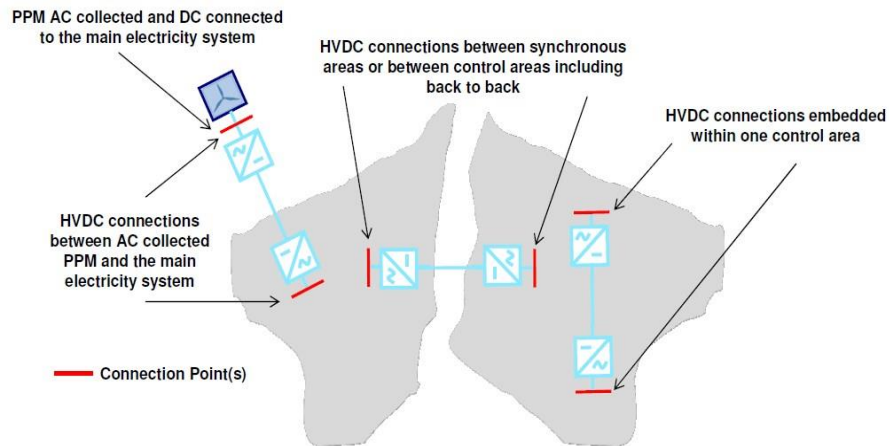 PPM AC collected and DC connected
to the main electricity system
HVDC connections between synchronous
areas or between control areas including
back to back
HVDC connections embedded
within one control area
HVDC connections
between AC collected
PPM and the main
electricity system
Connection Point(s)